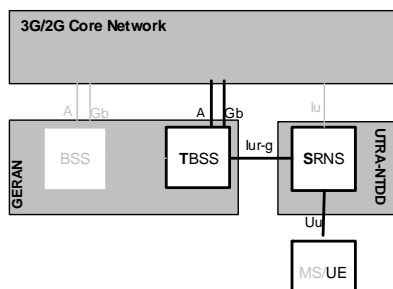 3G/2G Core Network
A
Gb
A
Gb
Iu
GERAN
BSS
TBSS
Iur-g
SRNS
UTRA-NTDD
Uu
MS/UE